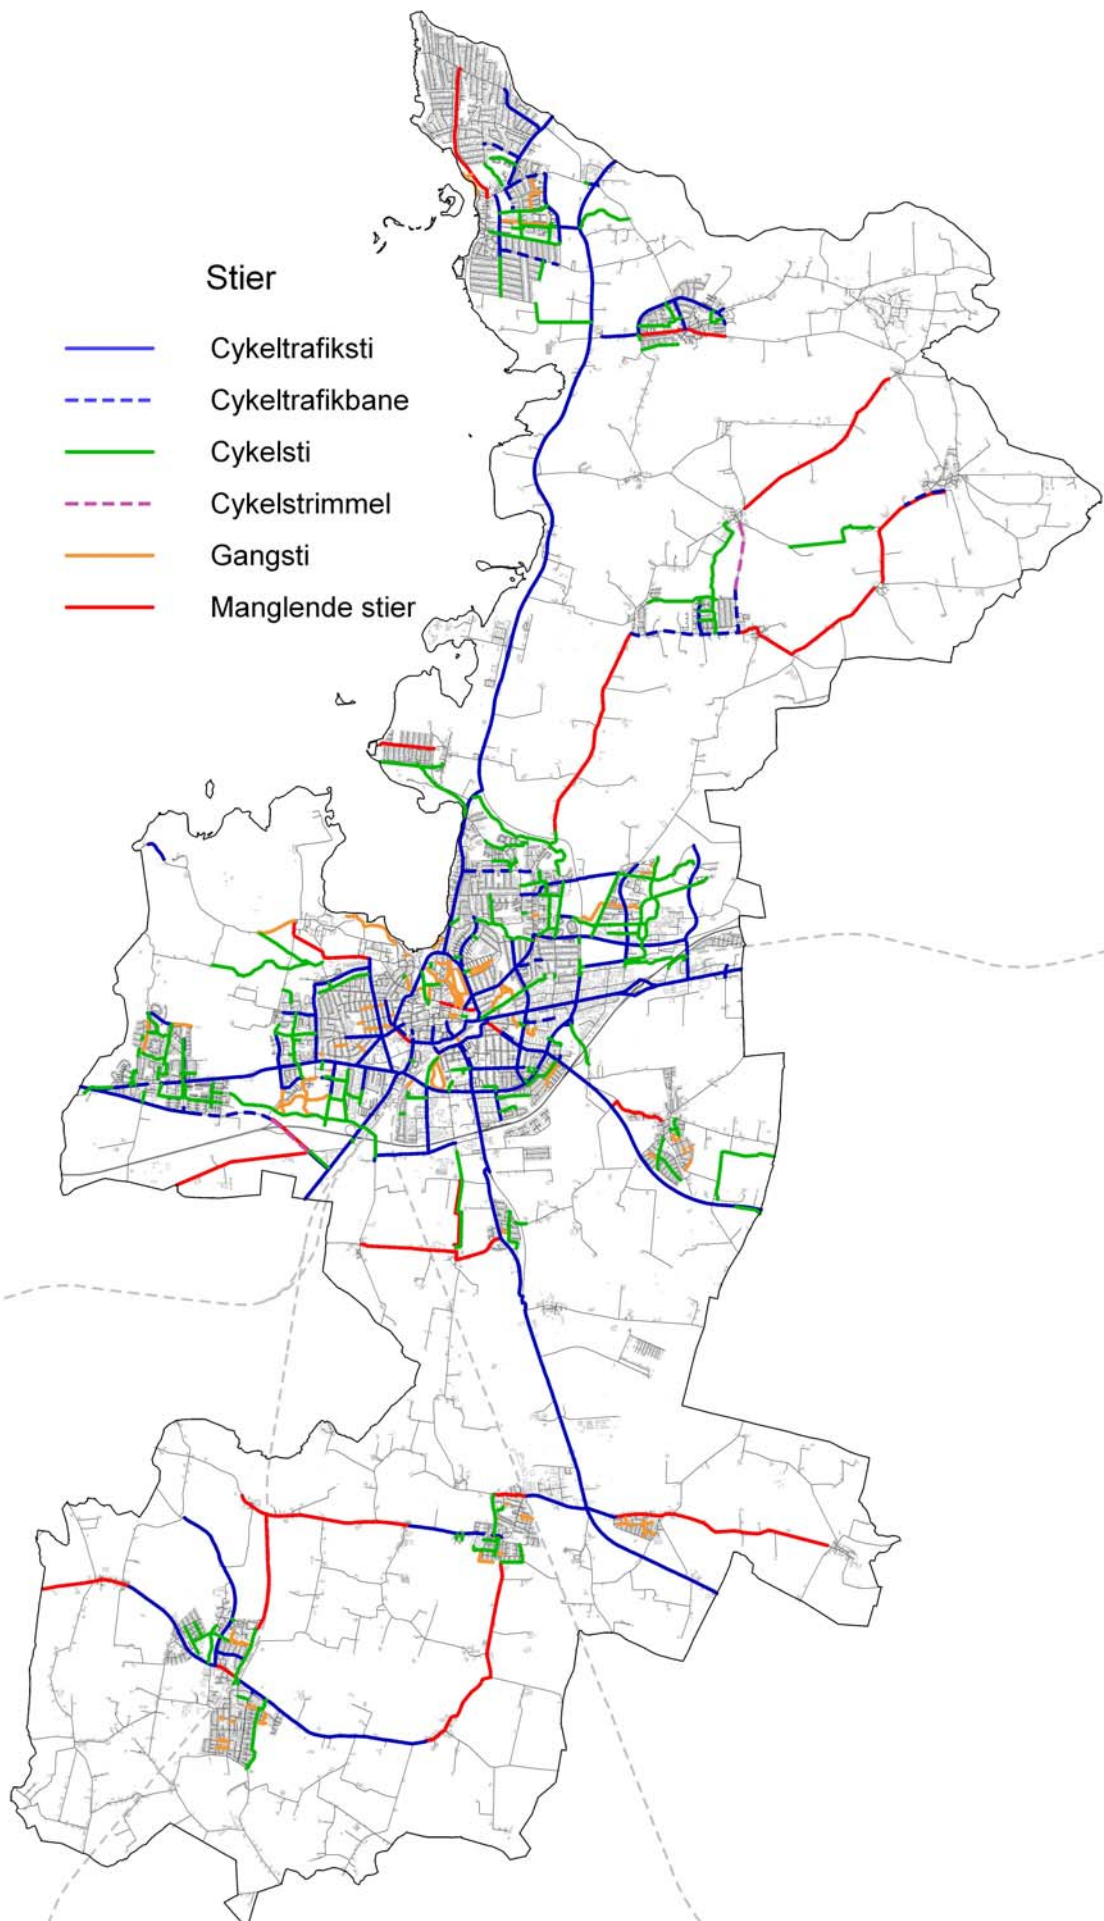 Stier
Cykeltrafiksti
Cykeltrafikbane
Cykelsti
Cykelstrimmel
Gangsti
Manglende stier